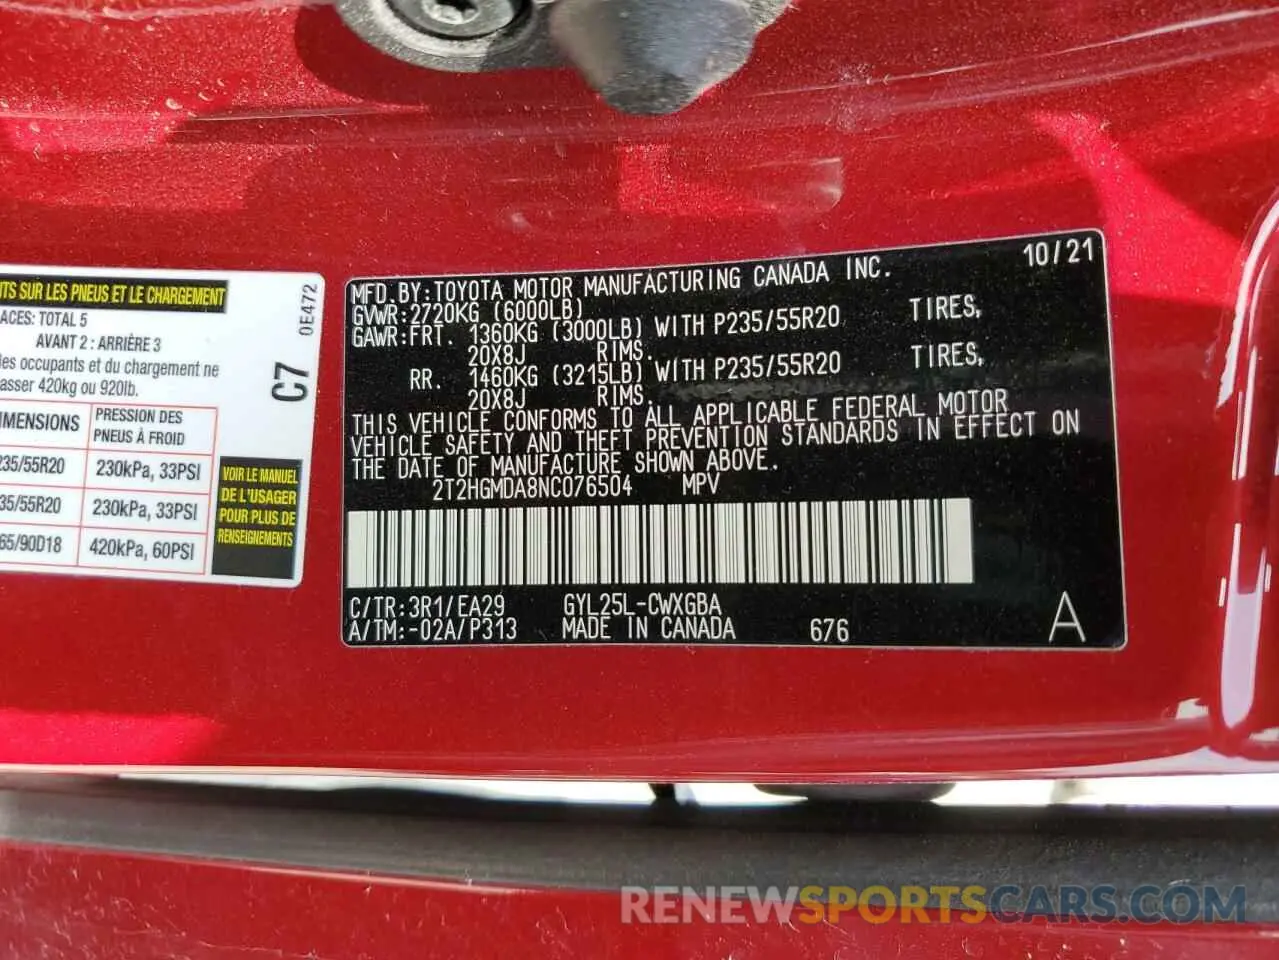 ITS SUR LES PNEUS ET LE CHARGEMENT
ACES: TOTAL 5
AVANT 2 : ARRIÈRE 3
des occupants et du chargement ne
asser 420kg ou 920lb.
IMENSIONS PRESSION DES PNEUS À FROID
235/55R20 230kPa, 33PSI
35/55R20 230kPa, 33PSI
65/90D18 420kPa, 60PSI
C7
0E472
VOIR LE MANUEL
DE L'USAGER
POUR PLUS DE
RENSEIGNEMENTS
MFD. BY: TOYOTA MOTOR MANUFACTURING CANADA INC. 10/21
GVWR: 2720KG (6000LB)
GAWR: FRT. 1360KG (3000LB) WITH P235/55R20 TIRES,
20X8J RIMS.
RR. 1460KG (3215LB) WITH P235/55R20 TIRES,
20X8J RIMS.
THIS VEHICLE CONFORMS TO ALL APPLICABLE FEDERAL MOTOR
VEHICLE SAFETY AND THEFT PREVENTION STANDARDS IN EFFECT ON
THE DATE OF MANUFACTURE SHOWN ABOVE.
2T2HGMDA8NC076504 MPV
C/TR: 3R1/EA29 GYL25L-CWXGBA
A/TM: -02A/P313 MADE IN CANADA 676 A
RENEWSPORTSCARS.COM